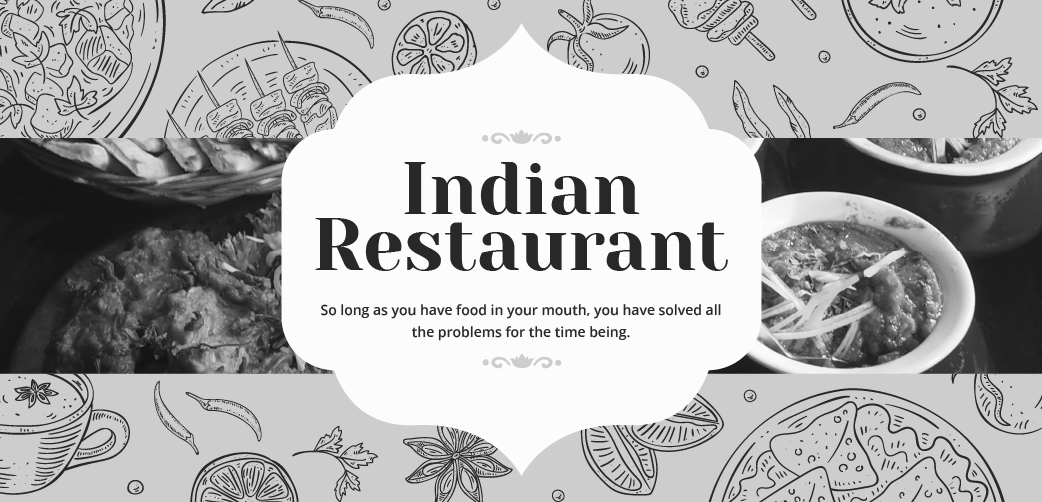 Indian
Restaurant
So long as you have food in your mouth, you have solved all
the problems for the time being.